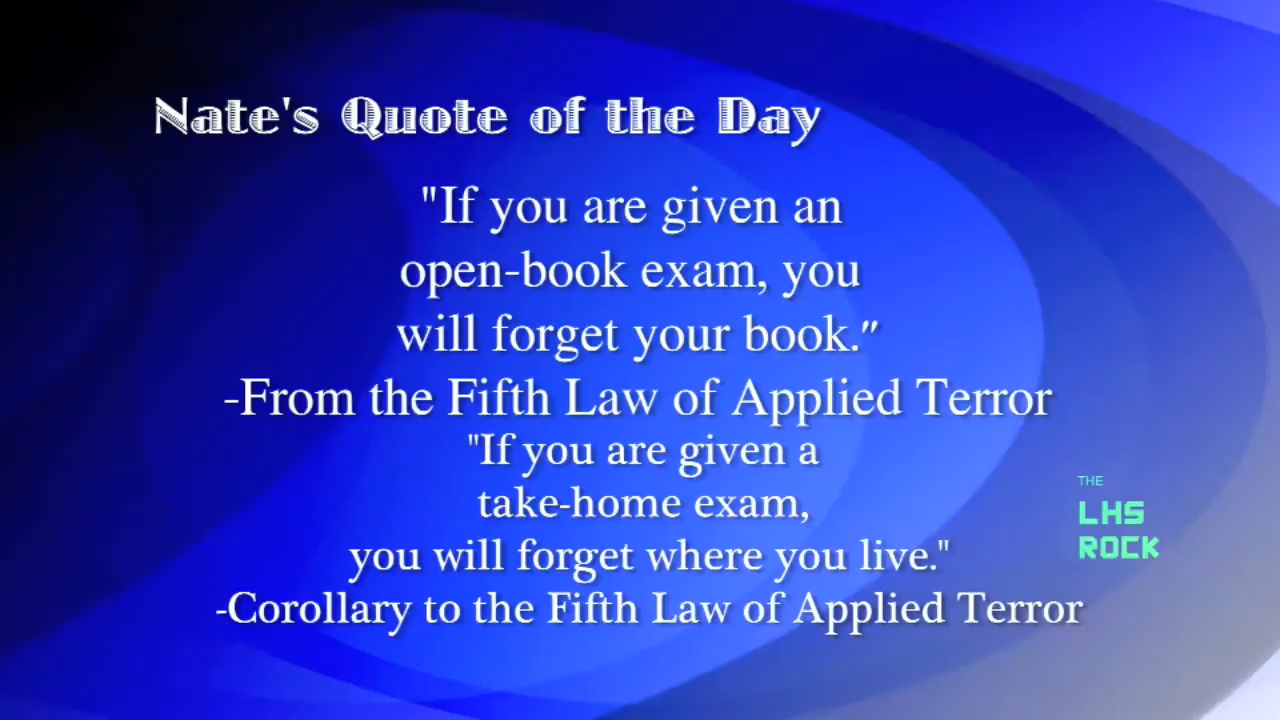 Nate's Quote of the Day
"If you are given an
open-book exam, you
will forget your book."
-From the Fifth Law of Applied Terror
"If you are given a
take-home exam,
you will forget where you live."
-Corollary to the Fifth Law of Applied Terror
THE
LHS
ROCK